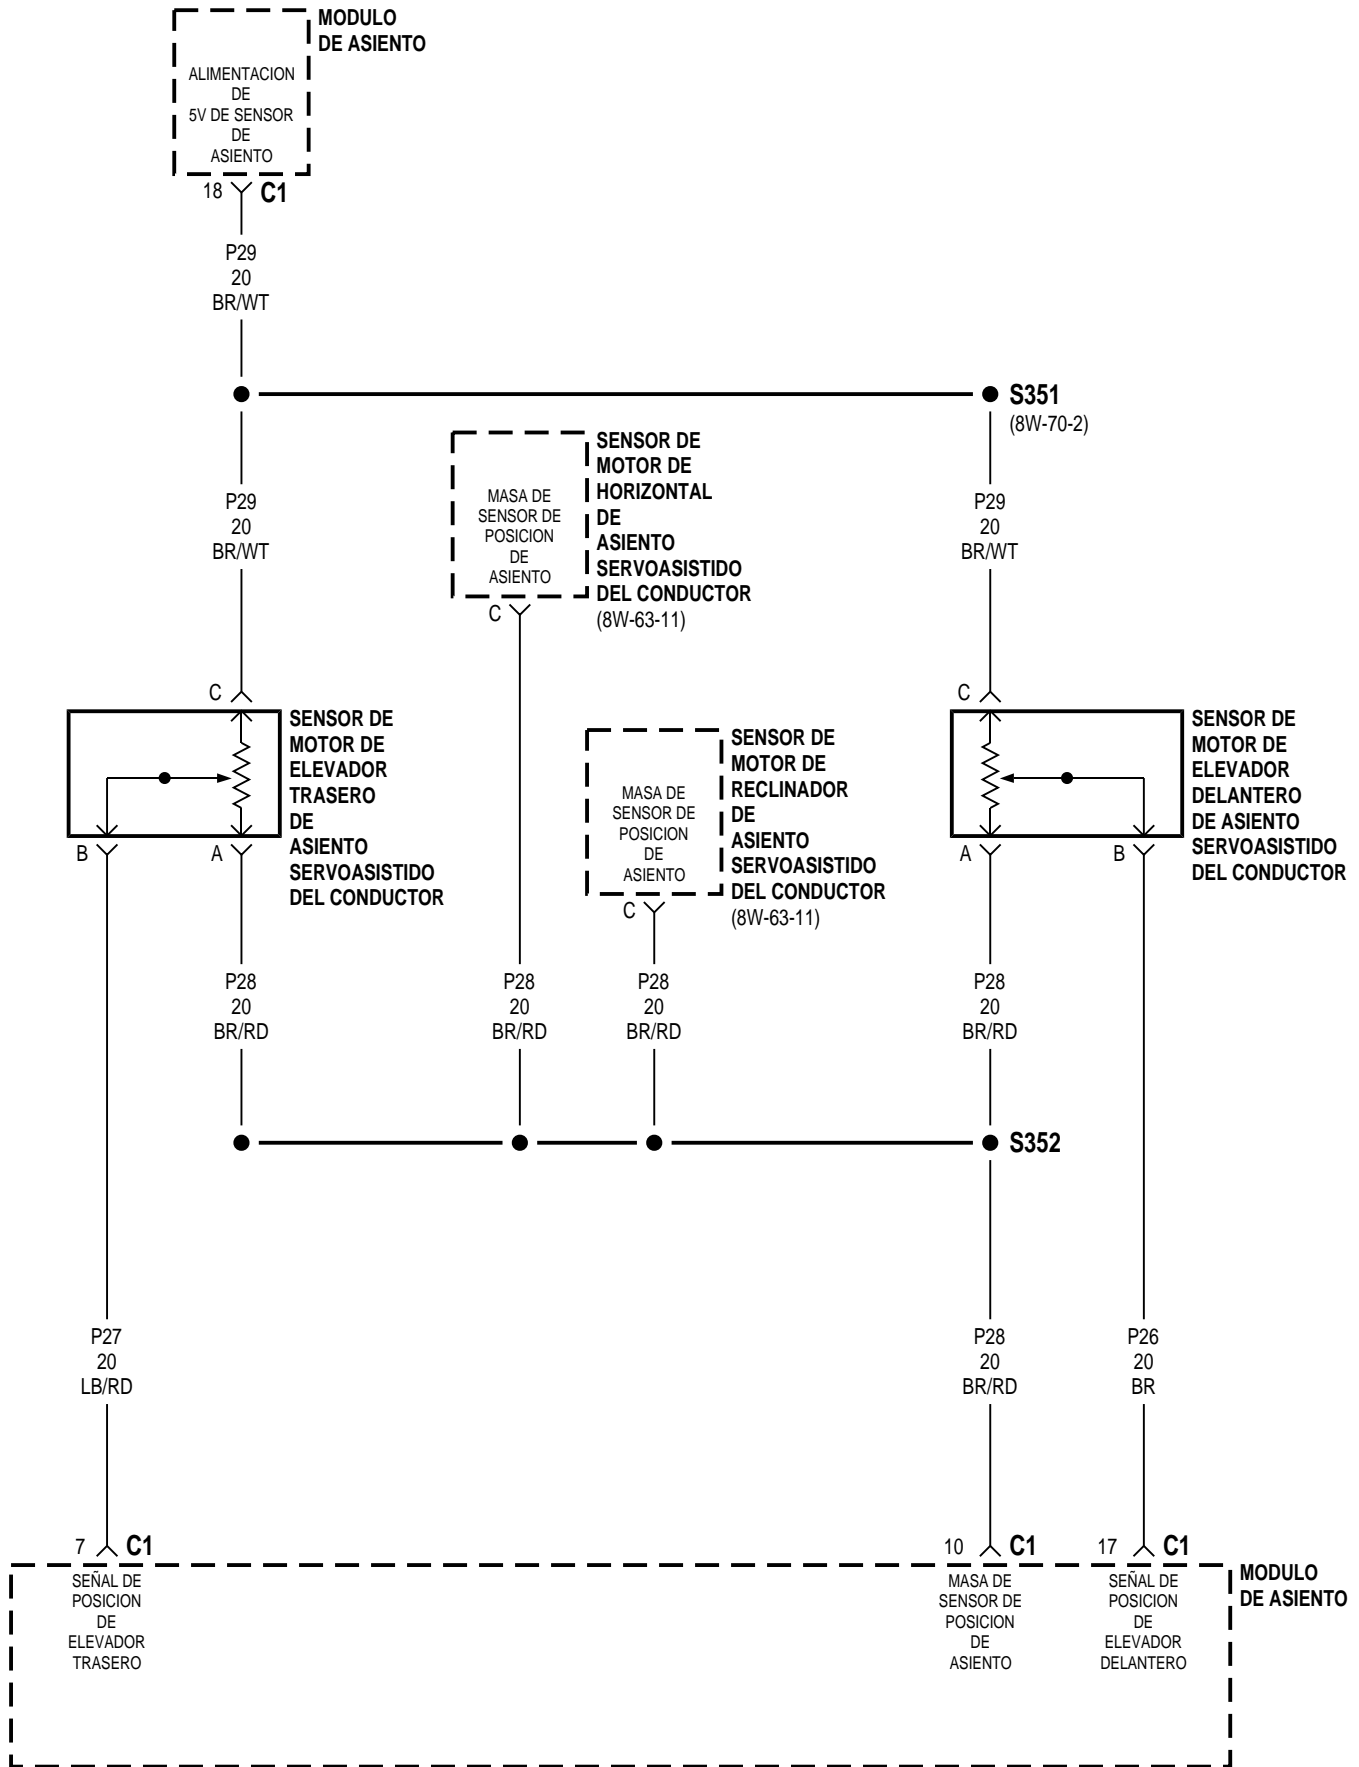 MODULO
DE ASIENTO
ALIMENTACION
DE
5V DE SENSOR
DE
ASIENTO
18 C1
P29
20
BR/WT
S351
(8W-70-2)
P29
20
BR/WT
SENSOR DE
MOTOR DE
HORIZONTAL
DE
ASIENTO
SERVOASISTIDO
DEL CONDUCTOR
(8W-63-11)
MASA DE
SENSOR DE
POSICION
DE
ASIENTO
C
P29
20
BR/WT
C
SENSOR DE
MOTOR DE
ELEVADOR
TRASERO
DE
ASIENTO
SERVOASISTIDO
DEL CONDUCTOR
B
A
SENSOR DE
MOTOR DE
RECLINADOR
DE
ASIENTO
SERVOASISTIDO
DEL CONDUCTOR
(8W-63-11)
MASA DE
SENSOR DE
POSICION
DE
ASIENTO
C
C
SENSOR DE
MOTOR DE
ELEVADOR
DELANTERO
DE ASIENTO
SERVOASISTIDO
DEL CONDUCTOR
A
B
P28
20
BR/RD
P28
20
BR/RD
P28
20
BR/RD
P28
20
BR/RD
S352
P27
20
LB/RD
P28
20
BR/RD
P26
20
BR
7 C1
10 C1
17 C1
SEÑAL DE
POSICION
DE
ELEVADOR
TRASERO
MASA DE
SENSOR DE
POSICION
DE
ASIENTO
SEÑAL DE
POSICION
DE
ELEVADOR
DELANTERO
MODULO
DE ASIENTO